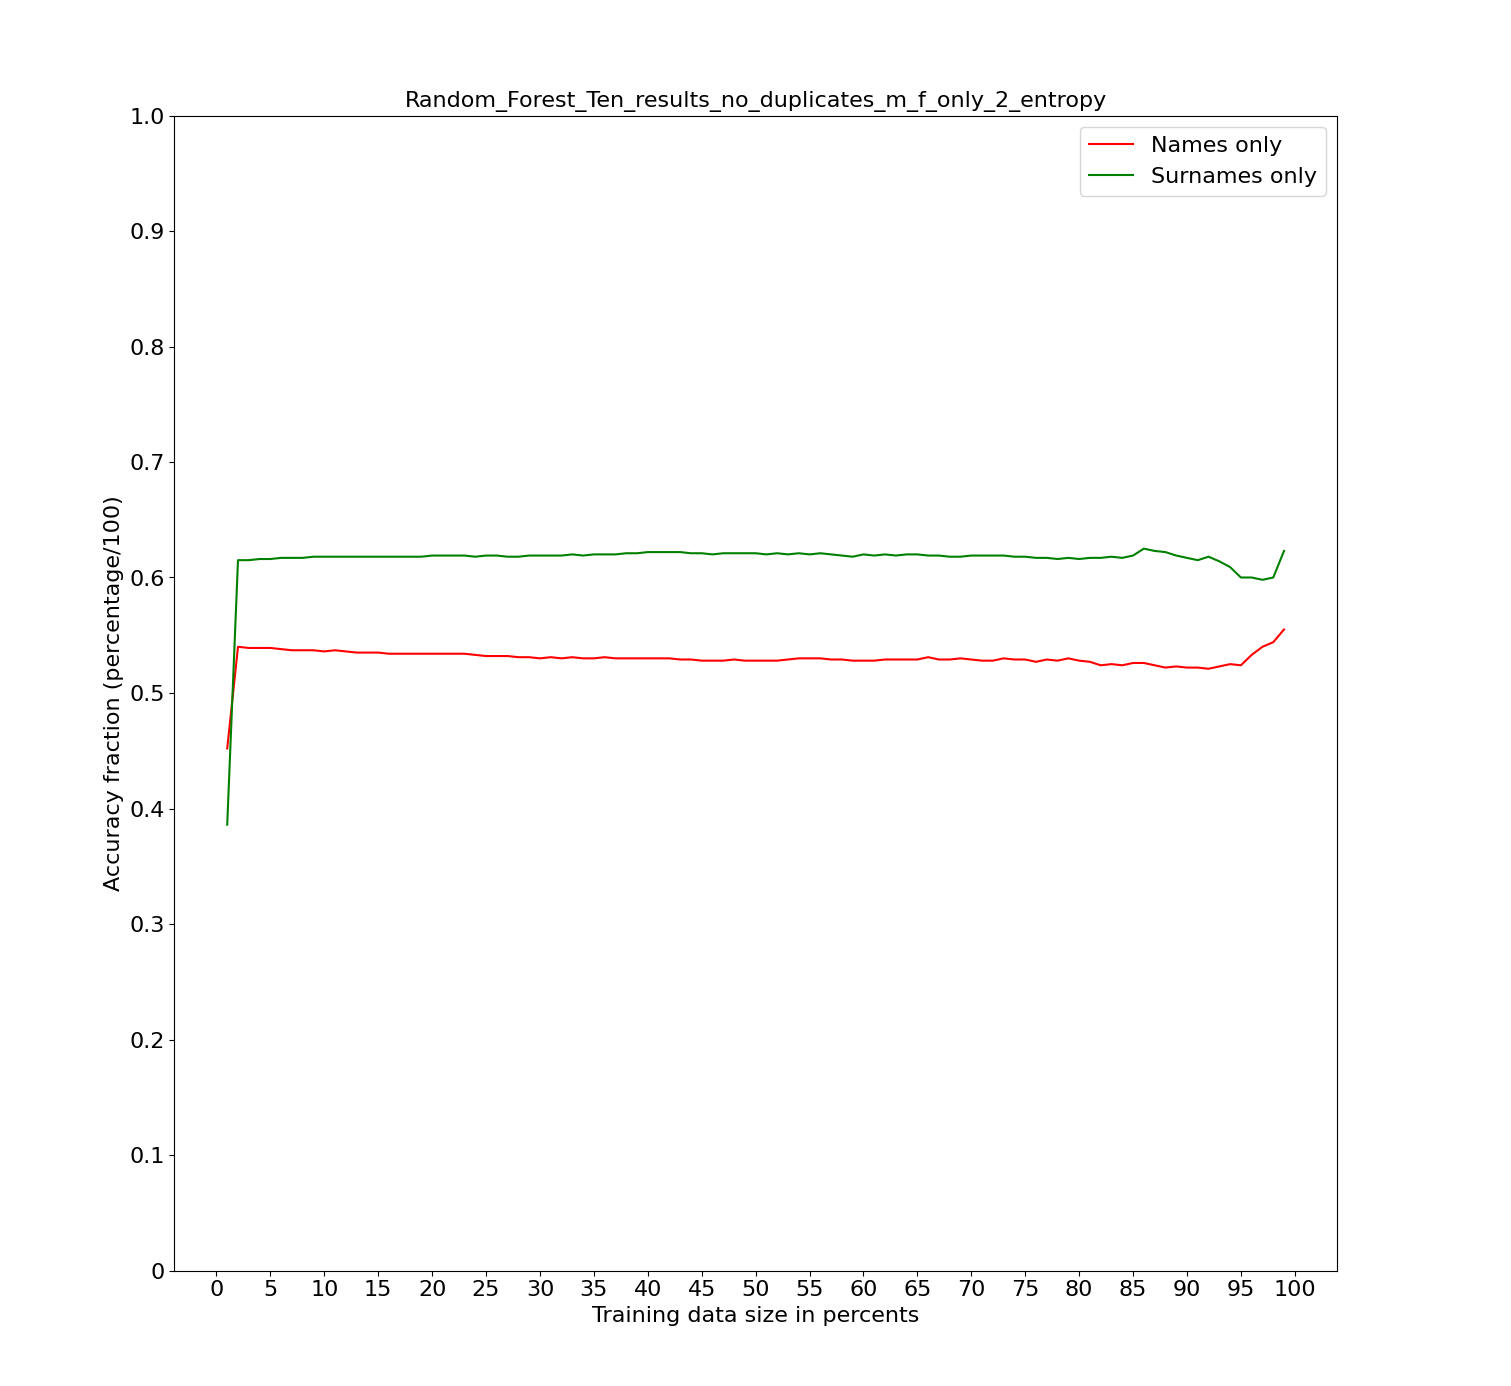 Random_Forest_Ten_results_no_duplicates_m_f_only_2_entropy
Names only
Surnames only
1.0
0.9
0.8
0.7
0.6
0.5
0.4
0.3
0.2
0.1
0
Accuracy fraction (percentage/100)
0 5 10 15 20 25 30 35 40 45 50 55 60 65 70 75 80 85 90 95 100
Training data size in percents